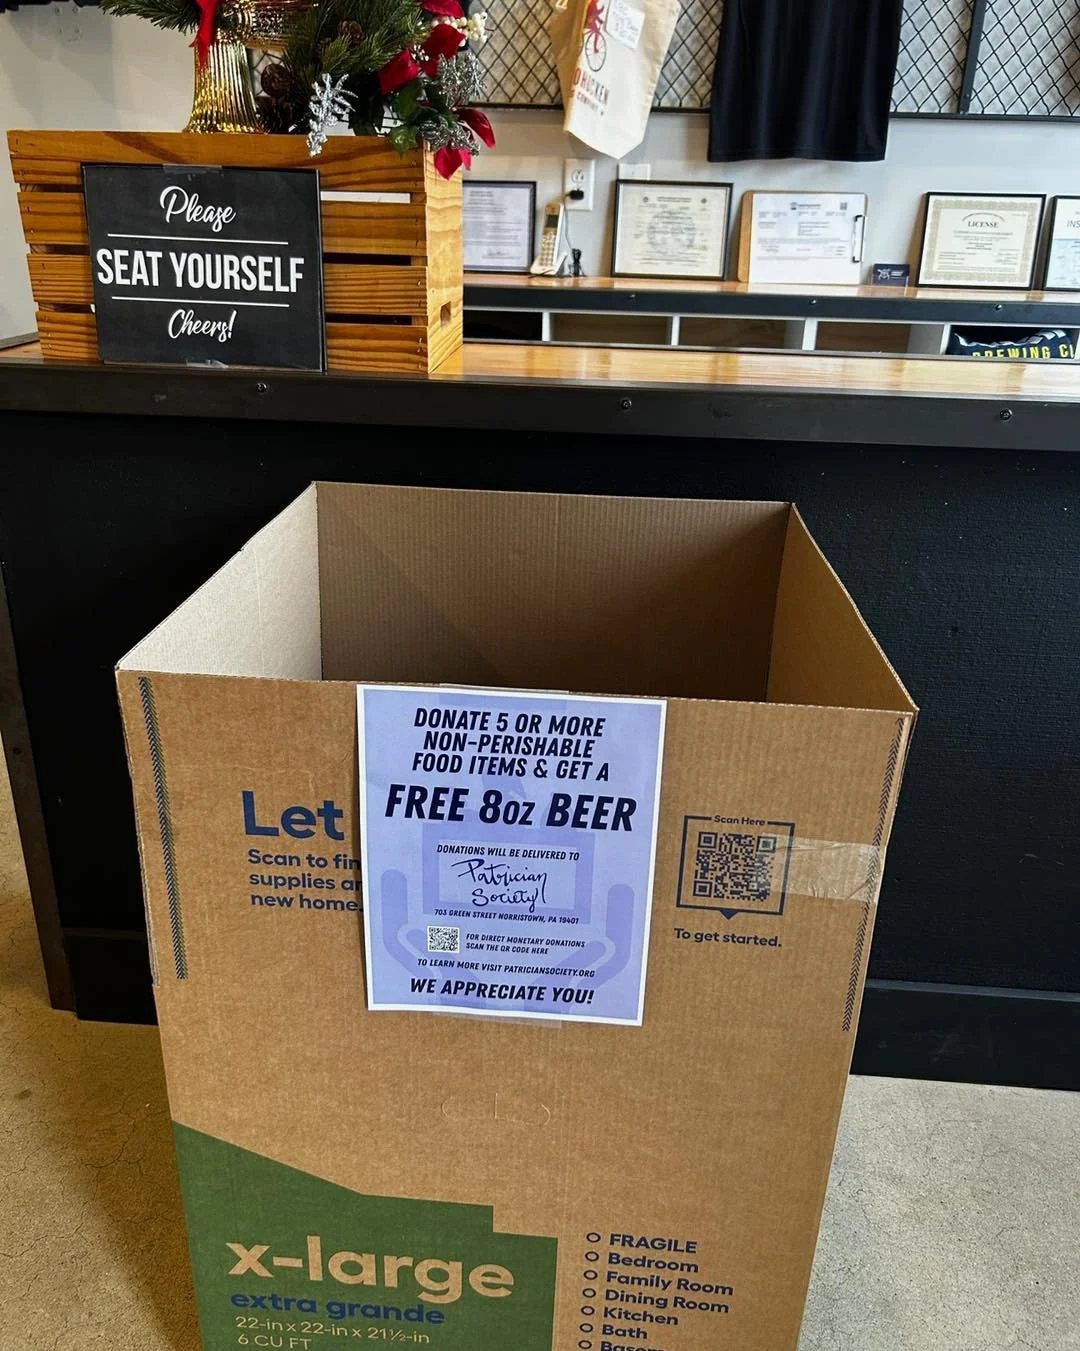 Please
SEAT YOURSELF
Cheers!
HOCKEN
LICENSE
INS
BREWING C
DONATE 5 OR MORE
NON-PERISHABLE
FOOD ITEMS & GET A
FREE 8oz BEER
DONATIONS WILL BE DELIVERED TO
Patrician
Society
703 GREEN STREET NORRISTOWN, PA 19401
FOR DIRECT MONETARY DONATIONS
SCAN THE QR CODE HERE
TO LEARN MORE VISIT PATRICIANSOCIETY.ORG
WE APPRECIATE YOU!
Let
Scan to fin
supplies a
new home.
Scan Here
To get started.
x-large
extra grande
22-in x 22-in x 21½-in
6 CU FT
FRAGILE
Bedroom
Family Room
Dining Room
Kitchen
Bath
Basem